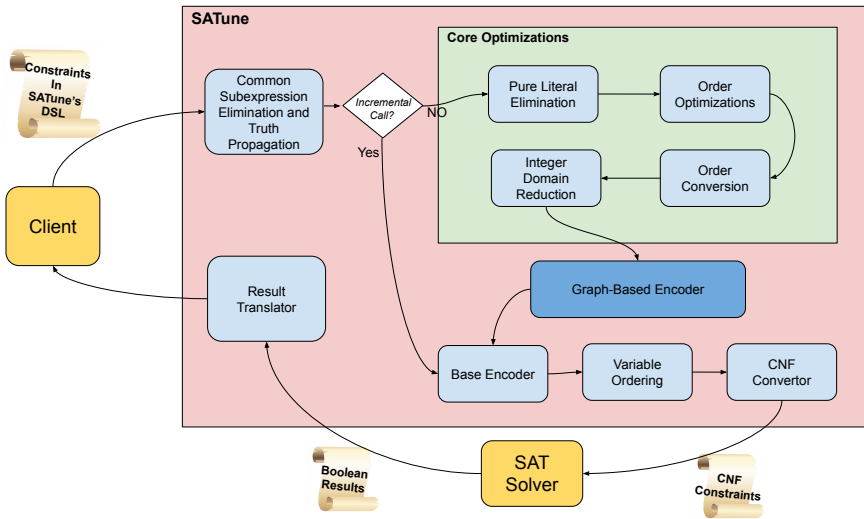 SATune
Core Optimizations
Constraints
In
SATune's
DSL
Common
Subexpression
Elimination and
Truth
Propagation
Incremental
Call?
NO
Yes
Pure Literal
Elimination
Order
Optimizations
Integer
Domain
Reduction
Order
Conversion
Client
Result
Translator
Graph-Based Encoder
Base Encoder
Variable
Ordering
CNF
Convertor
Boolean
Results
SAT
Solver
CNF
Constraints